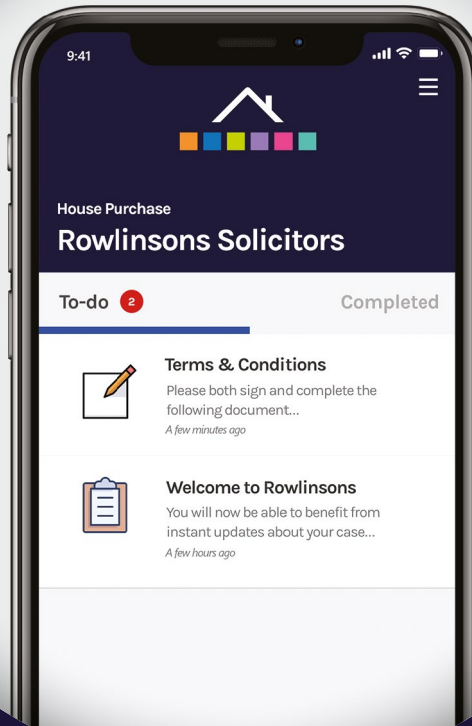 9:41
House Purchase
Rowlinsons Solicitors
To-do 2
Completed
Terms & Conditions
Please both sign and complete the
following document...
A few minutes ago
Welcome to Rowlinsons
You will now be able to benefit from
instant updates about your case...
A few hours ago